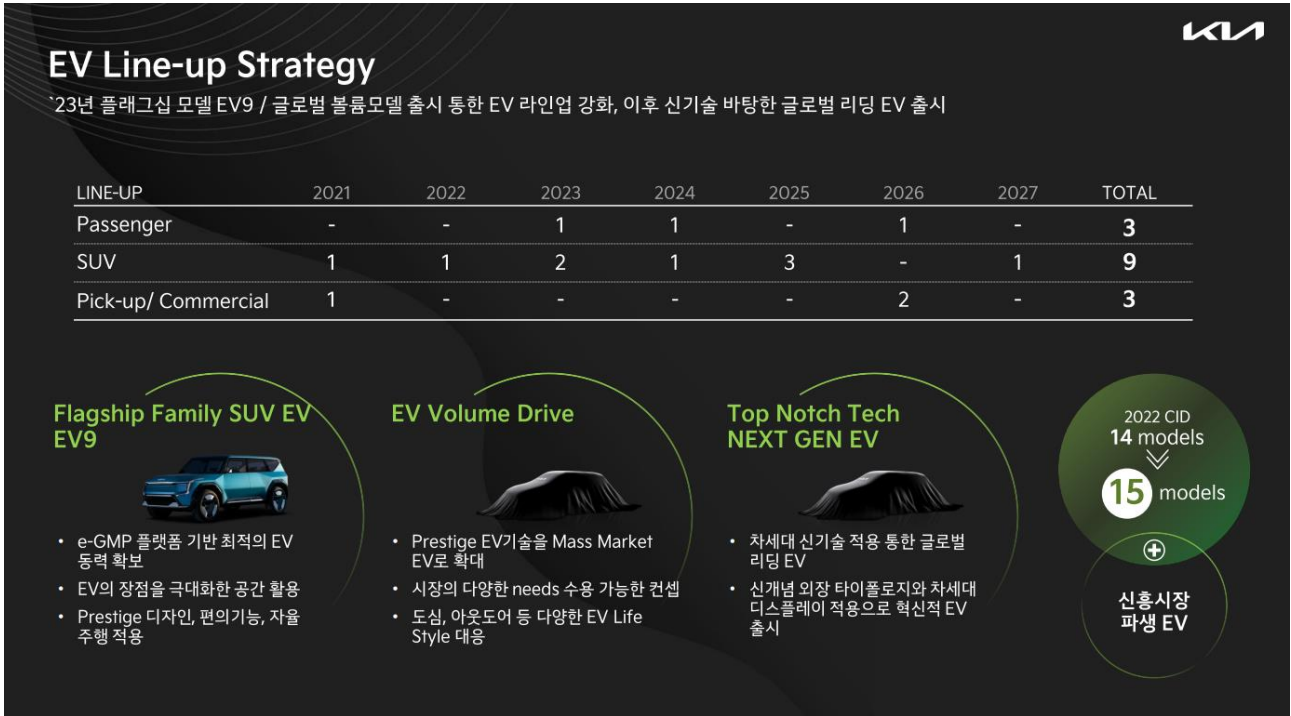 KIA
EV Line-up Strategy
`23년 플래그십 모델 EV9 / 글로벌 볼륨모델 출시 통한 EV 라인업 강화, 이후 신기술 바탕한 글로벌 리딩 EV 출시
LINE-UP 2021 2022 2023 2024 2025 2026 2027 TOTAL
Passenger - - 1 1 - 1 - 3
SUV 1 1 2 1 3 - 1 9
Pick-up/ Commercial 1 - - - - 2 - 3
Flagship Family SUV EV
EV9
• e-GMP 플랫폼 기반 최적의 EV
동력 확보
• EV의 장점을 극대화한 공간 활용
• Prestige 디자인, 편의기능, 자율
주행 적용
EV Volume Drive
• Prestige EV기술을 Mass Market
EV로 확대
• 시장의 다양한 needs 수용 가능한 컨셉
• 도심, 아웃도어 등 다양한 EV Life
Style 대응
Top Notch Tech
NEXT GEN EV
• 차세대 신기술 적용 통한 글로벌
리딩 EV
• 신개념 외장 타이폴로지와 차세대
디스플레이 적용으로 혁신적 EV
출시
2022 CID
14 models
15 models
신흥시장
파생 EV